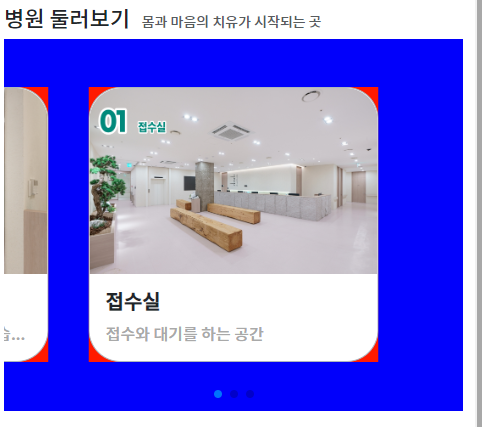 병원 둘러보기 몸과 마음의 치유가 시작되는 곳
01 접수실
접수실
습...
접수와 대기를 하는 공간